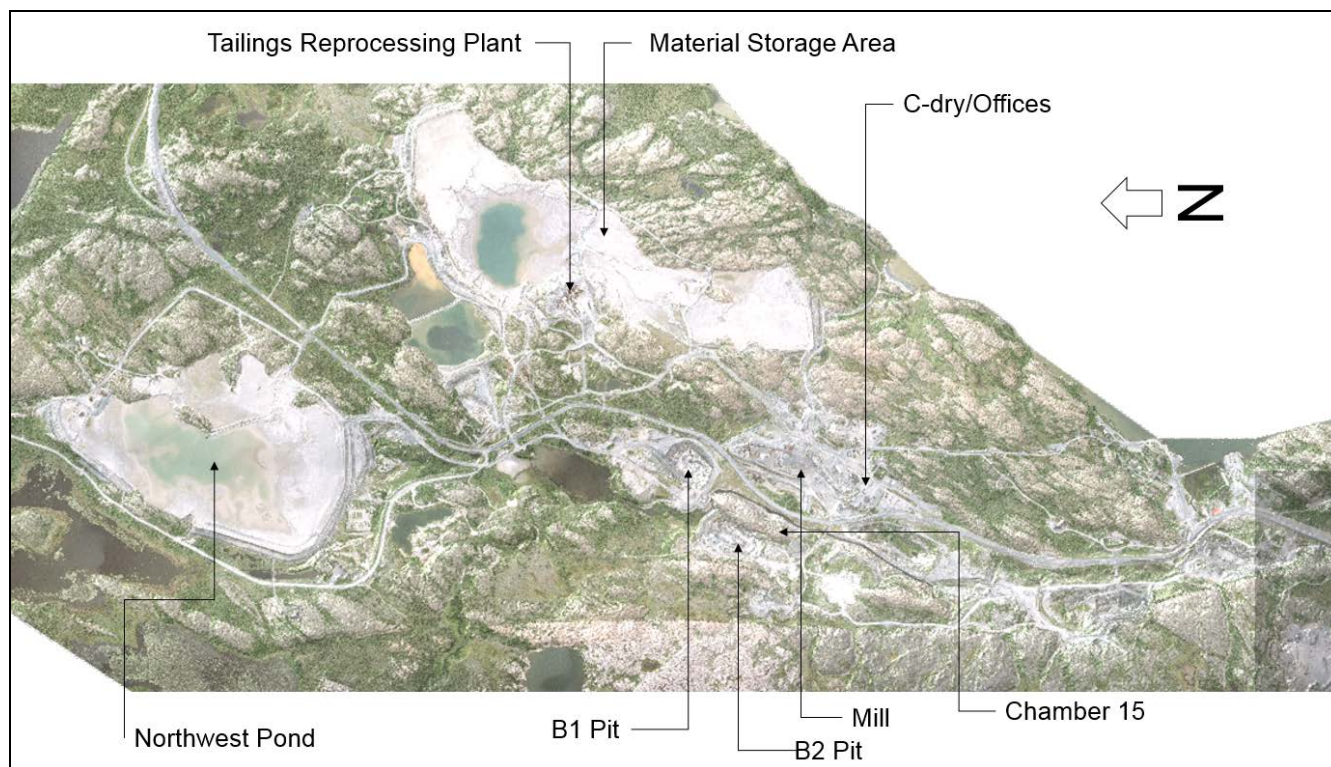 Tailings Reprocessing Plant
Material Storage Area
C-dry/Offices
N
Northwest Pond
B1 Pit
Mill
B2 Pit
Chamber 15